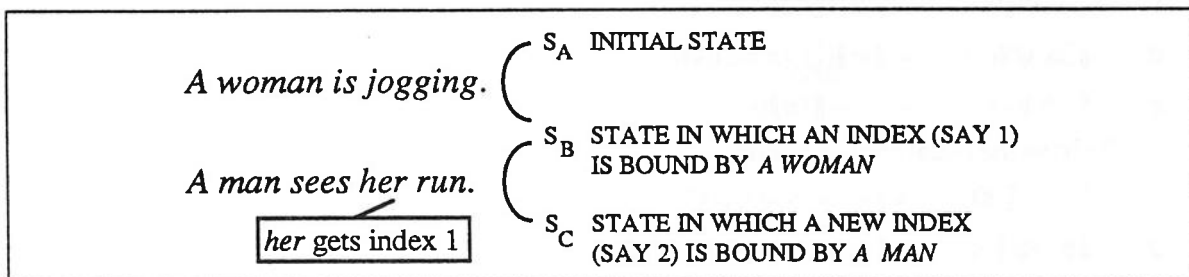 S_A INITIAL STATE
A woman is jogging.
S_B STATE IN WHICH AN INDEX (SAY 1)
IS BOUND BY A WOMAN
A man sees her run.
her gets index 1
S_C STATE IN WHICH A NEW INDEX
(SAY 2) IS BOUND BY A MAN